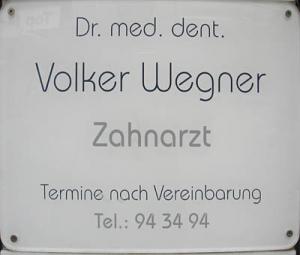 Dr. med. dent.
Volker Wegner
Zahnarzt
Termine nach Vereinbarung
Tel.: 94 34 94